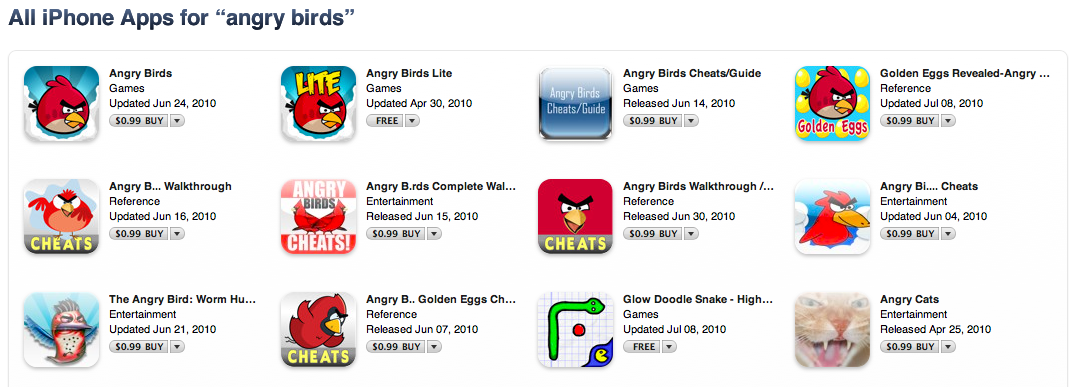 All iPhone Apps for “angry birds”
Angry Birds
Games
Updated Jun 24, 2010
$0.99 BUY
LITE
Angry Birds Lite
Games
Updated Apr 30, 2010
FREE
Angry Birds
Cheats/Guide
Angry Birds Cheats/Guide
Games
Released Jun 14, 2010
$0.99 BUY
Golden Eggs
Golden Eggs Revealed-Angry ...
Reference
Updated Jul 08, 2010
$0.99 BUY
CHEATS
Angry B... Walkthrough
Reference
Updated Jun 16, 2010
$0.99 BUY
ANGRY
BIRDS
CHEATS!
Angry B.rds Complete Wal...
Entertainment
Released Jun 15, 2010
$0.99 BUY
CHEATS
Angry Birds Walkthrough /...
Reference
Released Jun 30, 2010
$0.99 BUY
Angry Bi.... Cheats
Entertainment
Updated Jun 04, 2010
$0.99 BUY
The Angry Bird: Worm Hu...
Entertainment
Updated Jun 21, 2010
$0.99 BUY
CHEATS
Angry B.. Golden Eggs Ch...
Reference
Released Jun 07, 2010
$0.99 BUY
e
Glow Doodle Snake - High...
Games
Updated Jul 08, 2010
FREE
Angry Cats
Entertainment
Released Apr 25, 2010
$0.99 BUY